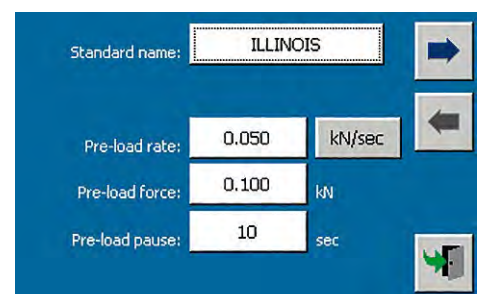 Standard name: ILLINOIS
Pre-load rate: 0.050 kN/sec
Pre-load force: 0.100 kN
Pre-load pause: 10 sec